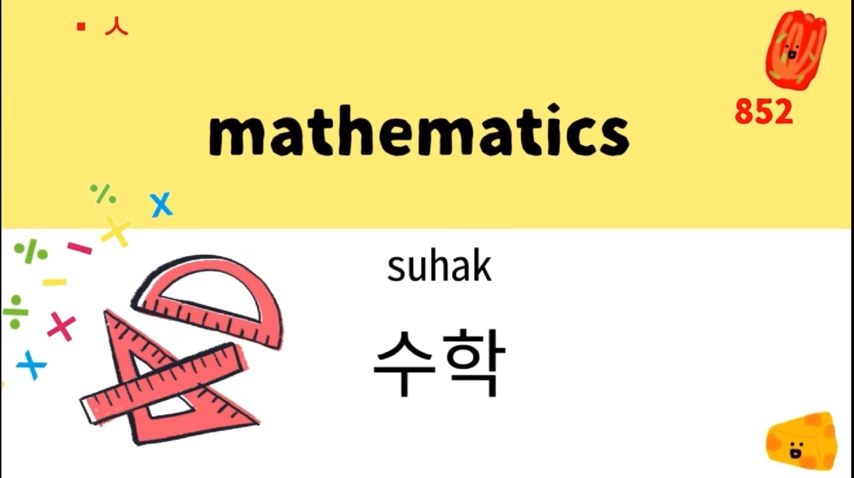 ▪ ㅅ
852
mathematics
suhak
수학